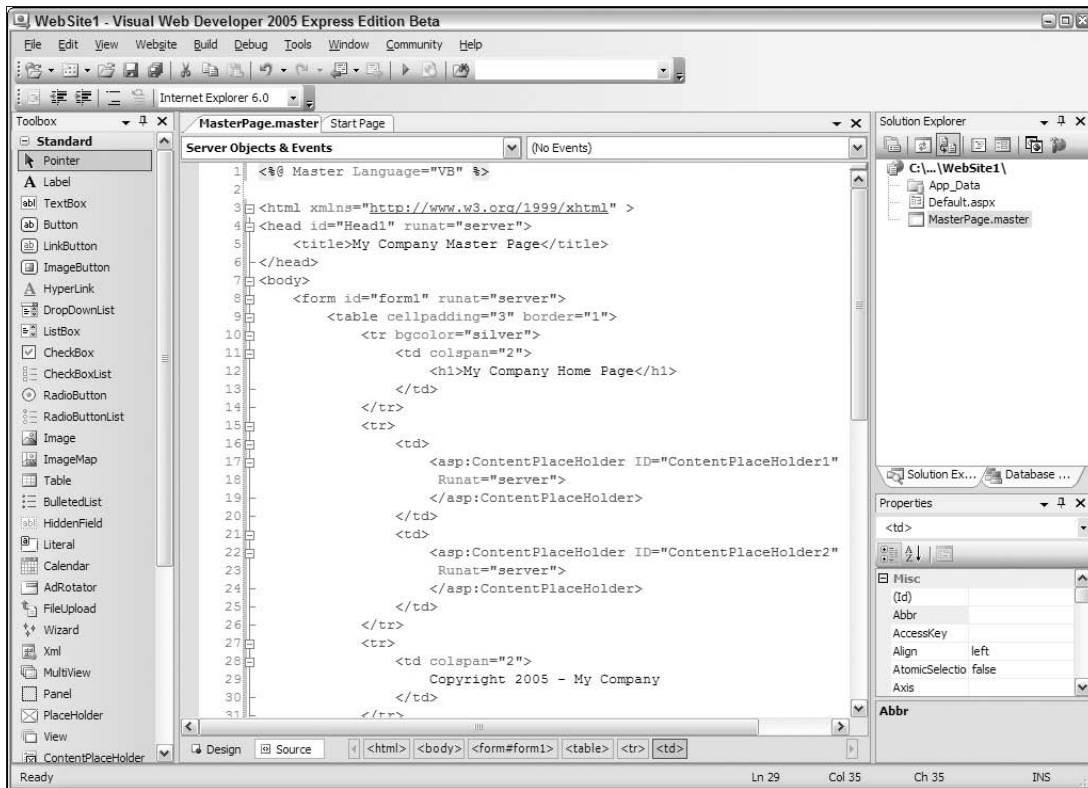 WebSite1 - Visual Web Developer 2005 Express Edition Beta
File Edit View Website Build Debug Tools Window Community Help
Internet Explorer 6.0
Toolbox
Standard
Pointer
Label
TextBox
Button
LinkButton
ImageButton
HyperLink
DropDownList
ListBox
CheckBox
CheckBoxList
RadioButton
RadioButtonList
Image
ImageMap
Table
BulletedList
HiddenField
Literal
Calendar
AdRotator
FileUpload
Wizard
Xml
MultiView
Panel
PlaceHolder
View
ContentPlaceHolder
MasterPage.master Start Page
Server Objects & Events (No Events)
1 <%@ Master Language="VB" %>
2
3 <html xmlns="http://www.w3.org/1999/xhtml" >
4 <head id="Head1" runat="server">
5 <title>My Company Master Page</title>
6 </head>
7 <body>
8 <form id="form1" runat="server">
9 <table cellpadding="3" border="1">
10 <tr bgcolor="silver">
11 <td colspan="2">
12 <h1>My Company Home Page</h1>
13 </td>
14 </tr>
15 <tr>
16 <td>
17 <asp:ContentPlaceHolder ID="ContentPlaceHolder1"
18 Runat="server">
19 </asp:ContentPlaceHolder>
20 </td>
21 <td>
22 <asp:ContentPlaceHolder ID="ContentPlaceHolder2"
23 Runat="server">
24 </asp:ContentPlaceHolder>
25 </td>
26 </tr>
27 <tr>
28 <td colspan="2">
29 Copyright 2005 - My Company
30 </td>
31 </tr>
Design Source <html> <body> <form#form1> <table> <tr> <td>
Solution Explorer
C:\...\WebSite1\
App_Data
Default.aspx
MasterPage.master
Solution Ex... Database ...
Properties
<td>
Misc
(Id)
Abbr
AccessKey
Align left
AtomicSelectio false
Axis
Abbr
Ready Ln 29 Col 35 Ch 35 INS